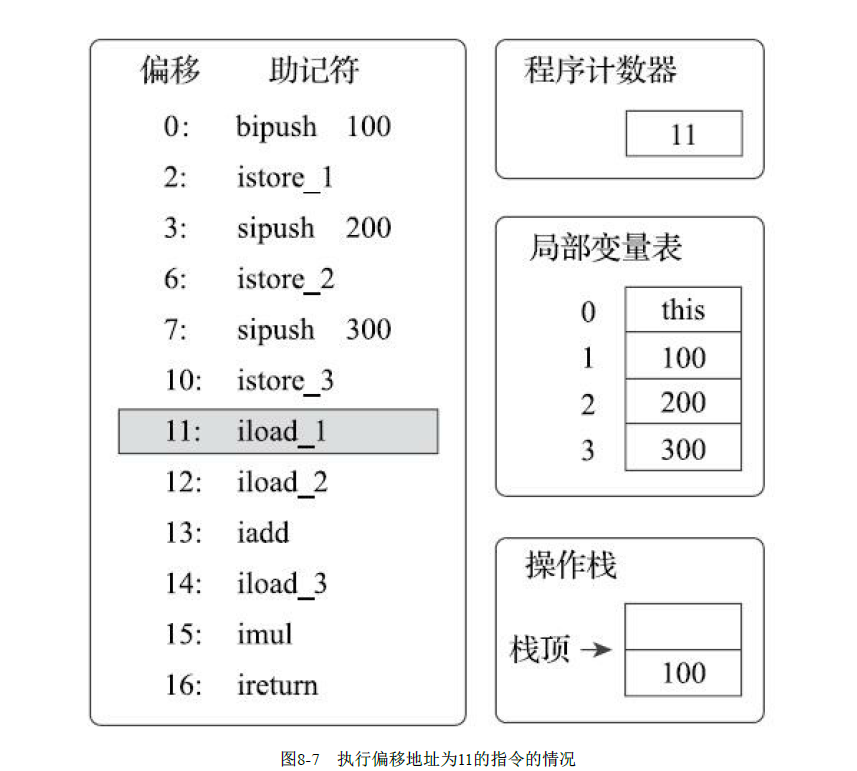 偏移 助记符
0: bipush 100
2: istore_1
3: sipush 200
6: istore_2
7: sipush 300
10: istore_3
11: iload_1
12: iload_2
13: iadd
14: iload_3
15: imul
16: ireturn
程序计数器
11
局部变量表
0 this
1 100
2 200
3 300
操作栈
栈顶
100
图8-7 执行偏移地址为11的指令的情况